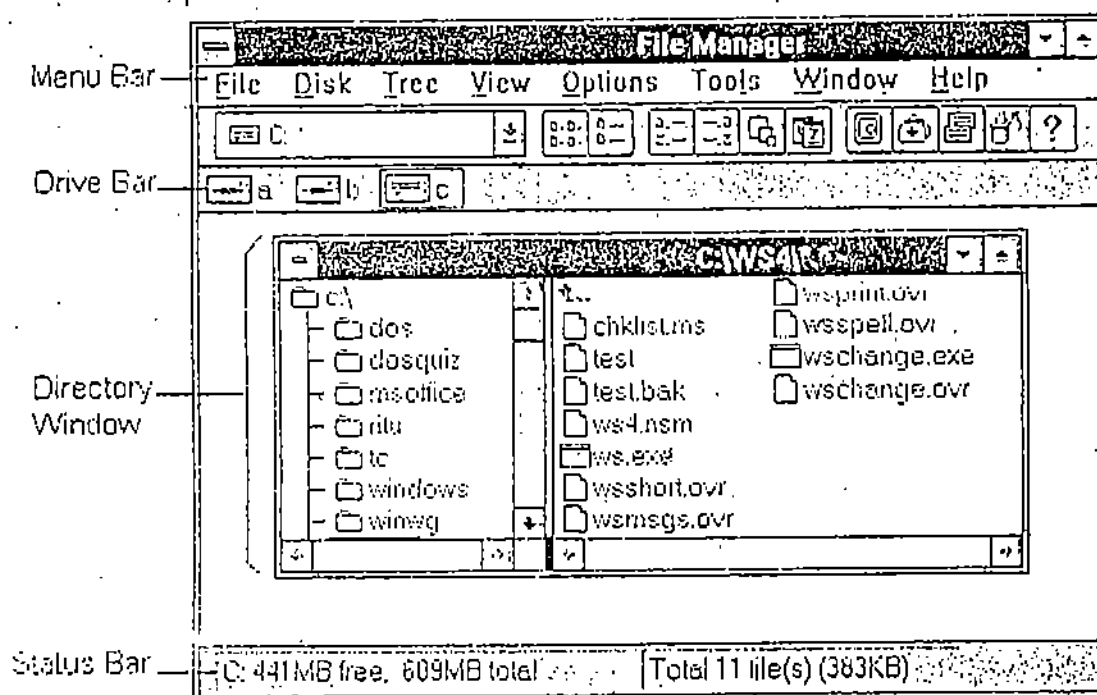 File Manager
Menu Bar
File Disk Tree View Options Tools Window Help
C:
?
Drive Bar
a b c
c:\
dos
dosquiz
msoffice
windows
winwg
chklist.ms
test
test.bak
ws4.nsm
ws.exe
wsshort.ovr
wsmsgs.ovr
wsprint.ovr
wsspell.ovr
wschange.exe
wschange.ovr
Directory
Window
Status Bar
C: 441MB free, 609MB total
Total 11 file(s) (383KB)